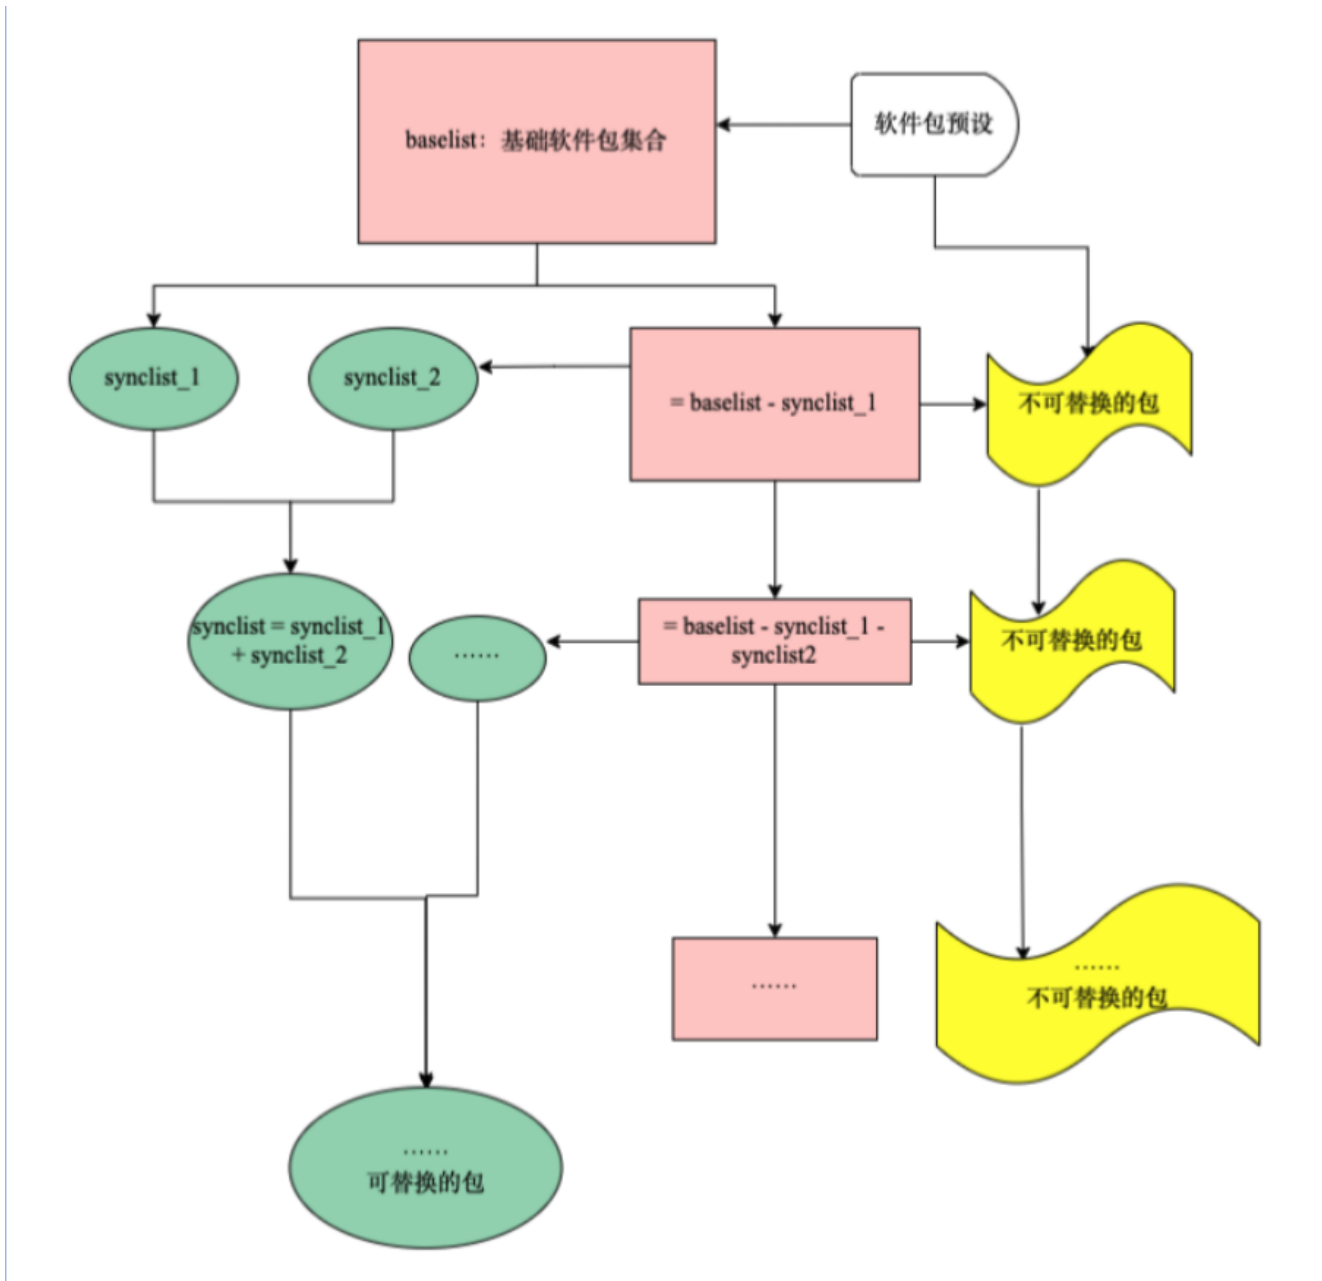 baselist：基础软件包集合
软件包预设
synclist_1
synclist_2
= baselist - synclist_1
不可替换的包
synclist = synclist_1
+ synclist_2
······
= baselist - synclist_1 -
synclist2
不可替换的包
······
······
不可替换的包
······
可替换的包